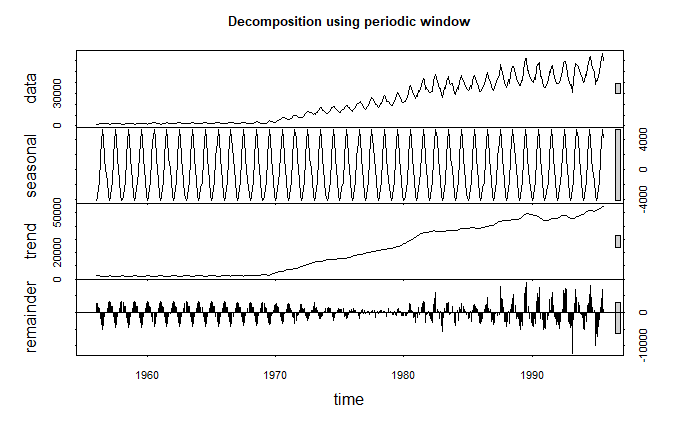 Decomposition using periodic window
data
0 30000
seasonal
-4000 0 4000
trend
0 20000 50000
remainder
-10000 0
1960 1970 1980 1990
time